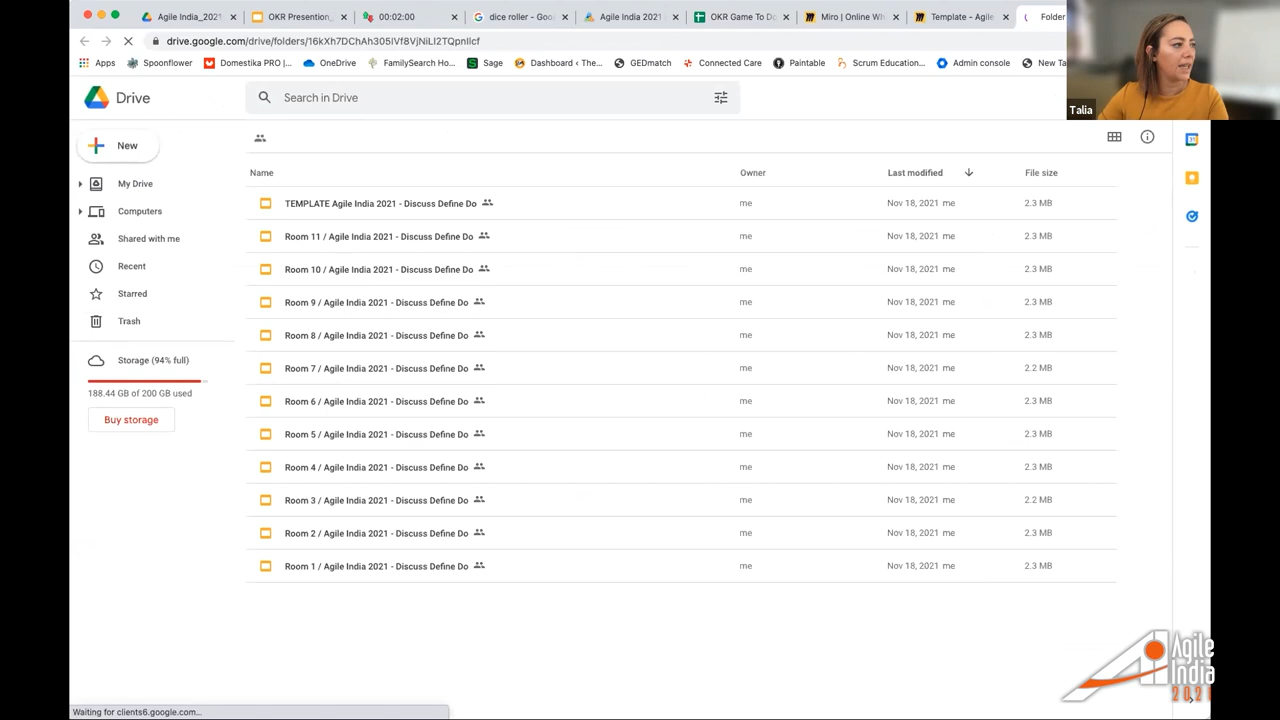 Agile India_2021
OKR Presention_
00:02:00
dice roller - Goo
Agile India 2021
OKR Game To Do
Miro | Online Wh
Template - Agile
Folder
drive.google.com/drive/folders/16kXh7DChAh305IVf8VjNiLl2TQpnIlcf
Apps
Spoonflower
Domestika PRO |...
OneDrive
FamilySearch Ho...
Sage
Dashboard ‹ The...
GEDmatch
Connected Care
Paintable
Scrum Education...
Admin console
New Ta
Talia
Drive
Search in Drive
New
My Drive
Computers
Shared with me
Recent
Starred
Trash
Storage (94% full)
188.44 GB of 200 GB used
Buy storage
Name Owner Last modified File size
TEMPLATE Agile India 2021 - Discuss Define Do me Nov 18, 2021 me 2.3 MB
Room 11 / Agile India 2021 - Discuss Define Do me Nov 18, 2021 me 2.3 MB
Room 10 / Agile India 2021 - Discuss Define Do me Nov 18, 2021 me 2.3 MB
Room 9 / Agile India 2021 - Discuss Define Do me Nov 18, 2021 me 2.3 MB
Room 8 / Agile India 2021 - Discuss Define Do me Nov 18, 2021 me 2.3 MB
Room 7 / Agile India 2021 - Discuss Define Do me Nov 18, 2021 me 2.2 MB
Room 6 / Agile India 2021 - Discuss Define Do me Nov 18, 2021 me 2.3 MB
Room 5 / Agile India 2021 - Discuss Define Do me Nov 18, 2021 me 2.3 MB
Room 4 / Agile India 2021 - Discuss Define Do me Nov 18, 2021 me 2.3 MB
Room 3 / Agile India 2021 - Discuss Define Do me Nov 18, 2021 me 2.2 MB
Room 2 / Agile India 2021 - Discuss Define Do me Nov 18, 2021 me 2.3 MB
Room 1 / Agile India 2021 - Discuss Define Do me Nov 18, 2021 me 2.3 MB
Agile
India
2021
Waiting for clients6.google.com...